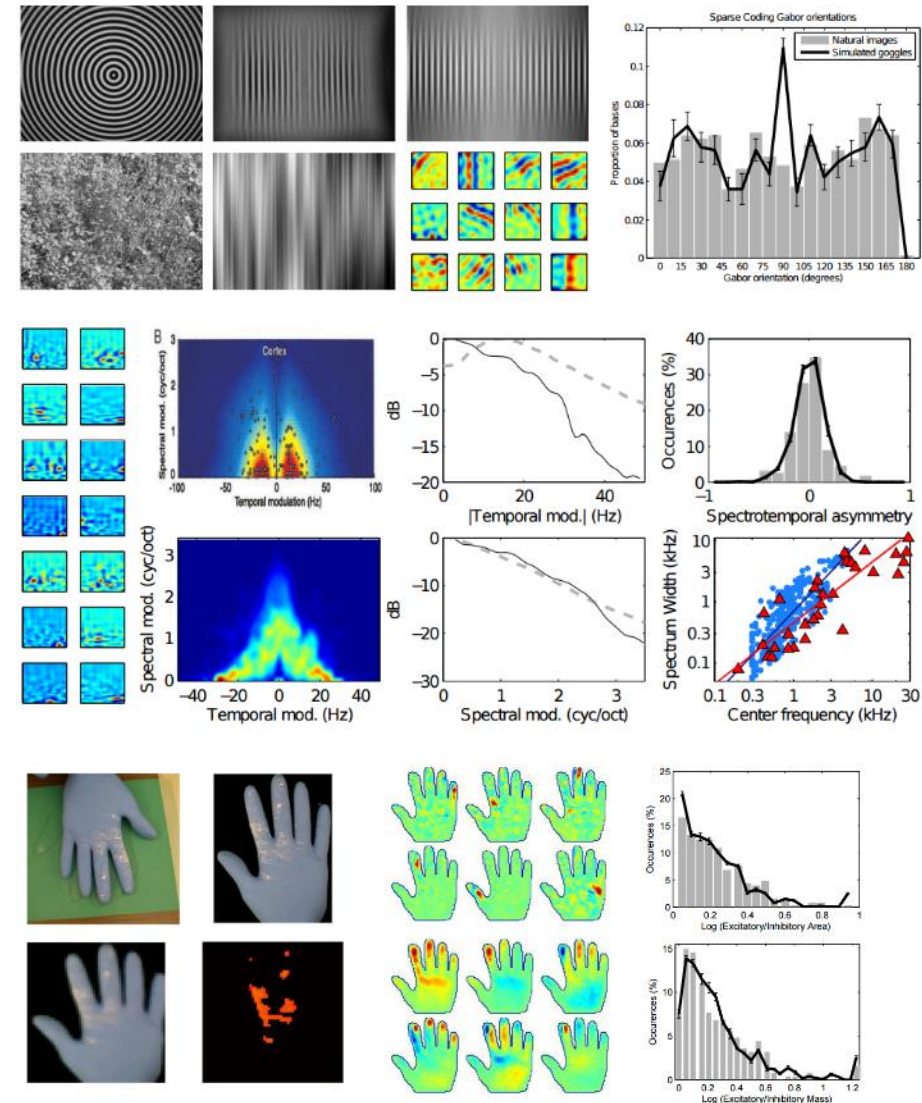 Sparse Coding Gabor orientations
Natural images
Simulated goggles
Proportion of bases
0.12
0.1
0.08
0.06
0.04
0.02
0
0 15 30 45 60 75 90 105 122 135 145 165 180
Gabor orientation (degrees)
B
Cortex
Spectral mod. (cyc/oct)
3
2
1
0
-100 -50 0 50 100
Temporal modulation (Hz)
dB
0
−5
−10
−15
−20
0 20 40
|Temporal mod.| (Hz)
Occurences (%)
40
30
20
10
0
−1 0 1
Spectrotemporal asymmetry
Spectral mod. (cyc/oct)
3
2
1
0
−40 −20 0 20 40
Temporal mod. (Hz)
dB
0
−10
−20
−30
0 1 2 3
Spectral mod. (cyc/oct)
Spectrum Width (kHz)
10
3
1
0.3
0.1
0.1 0.3 1 3 10 30
Center frequency (kHz)
Occurences (%)
25
20
15
10
5
0
0 0.2 0.4 0.6 0.8 1
Log (Excitatory/Inhibitory Area)
Occurences (%)
15
10
5
0
0 0.2 0.4 0.6 0.8 1.0 1.2
Log (Excitatory/Inhibitory Mass)